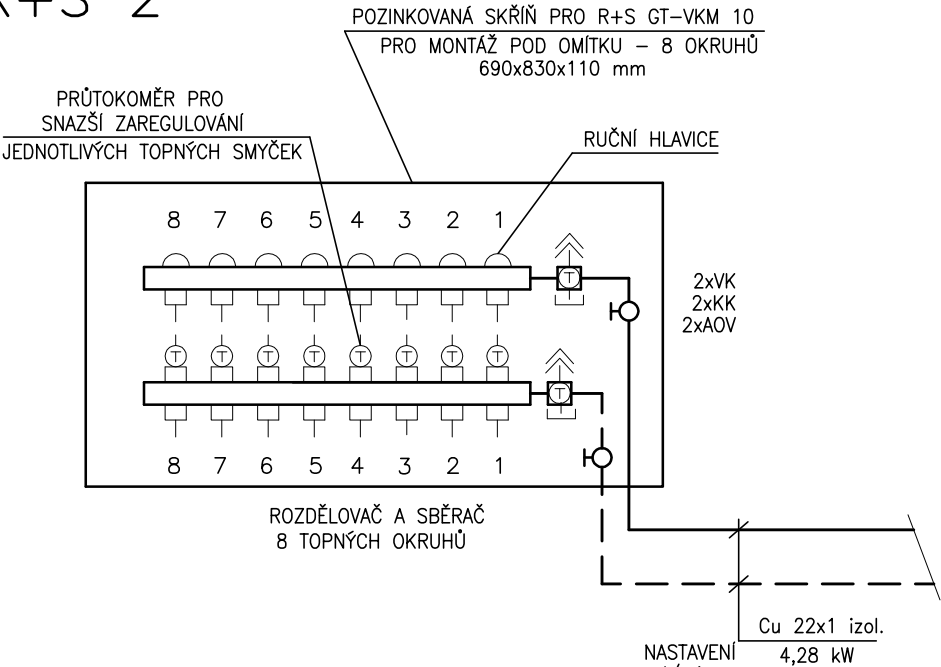 R+S 2
POZINKOVANÁ SKŘÍŇ PRO R+S GT-VKM 10
PRO MONTÁŽ POD OMÍTKU - 8 OKRUHŮ
690x830x110 mm
PRŮTOKOMĚR PRO
SNAZŠÍ ZAREGULOVÁNÍ
JEDNOTLIVÝCH TOPNÝCH SMYČEK
RUČNÍ HLAVICE
8 7 6 5 4 3 2 1
T
2xVK
2xKK
2xAOV
T T T T T T T T T
8 7 6 5 4 3 2 1
ROZDĚLOVAČ A SBĚRAČ
8 TOPNÝCH OKRUHŮ
Cu 22x1 izol.
NASTAVENÍ 4,28 kW